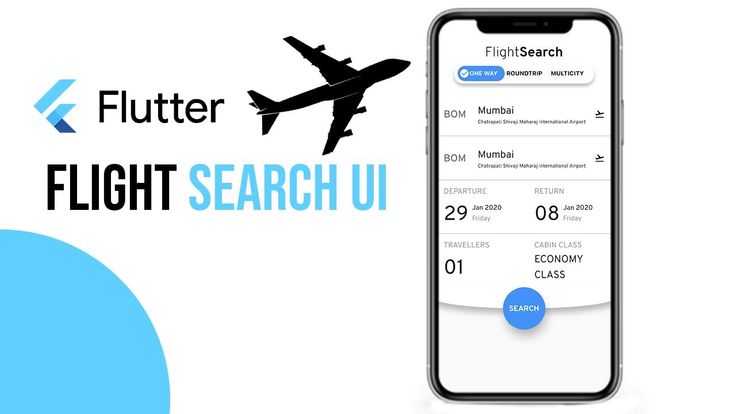 Flutter
FLIGHT SEARCH UI
FlightSearch
ONE WAY ROUNDTRIP MULTICITY
BOM Mumbai
Chatrapati Shivaji Maharaj International Airport
BOM Mumbai
Chatrapati Shivaji Maharaj International Airport
DEPARTURE RETURN
29 Jan 2020 08 Jan 2020
Friday Friday
TRAVELLERS CABIN CLASS
01 ECONOMY
CLASS
SEARCH